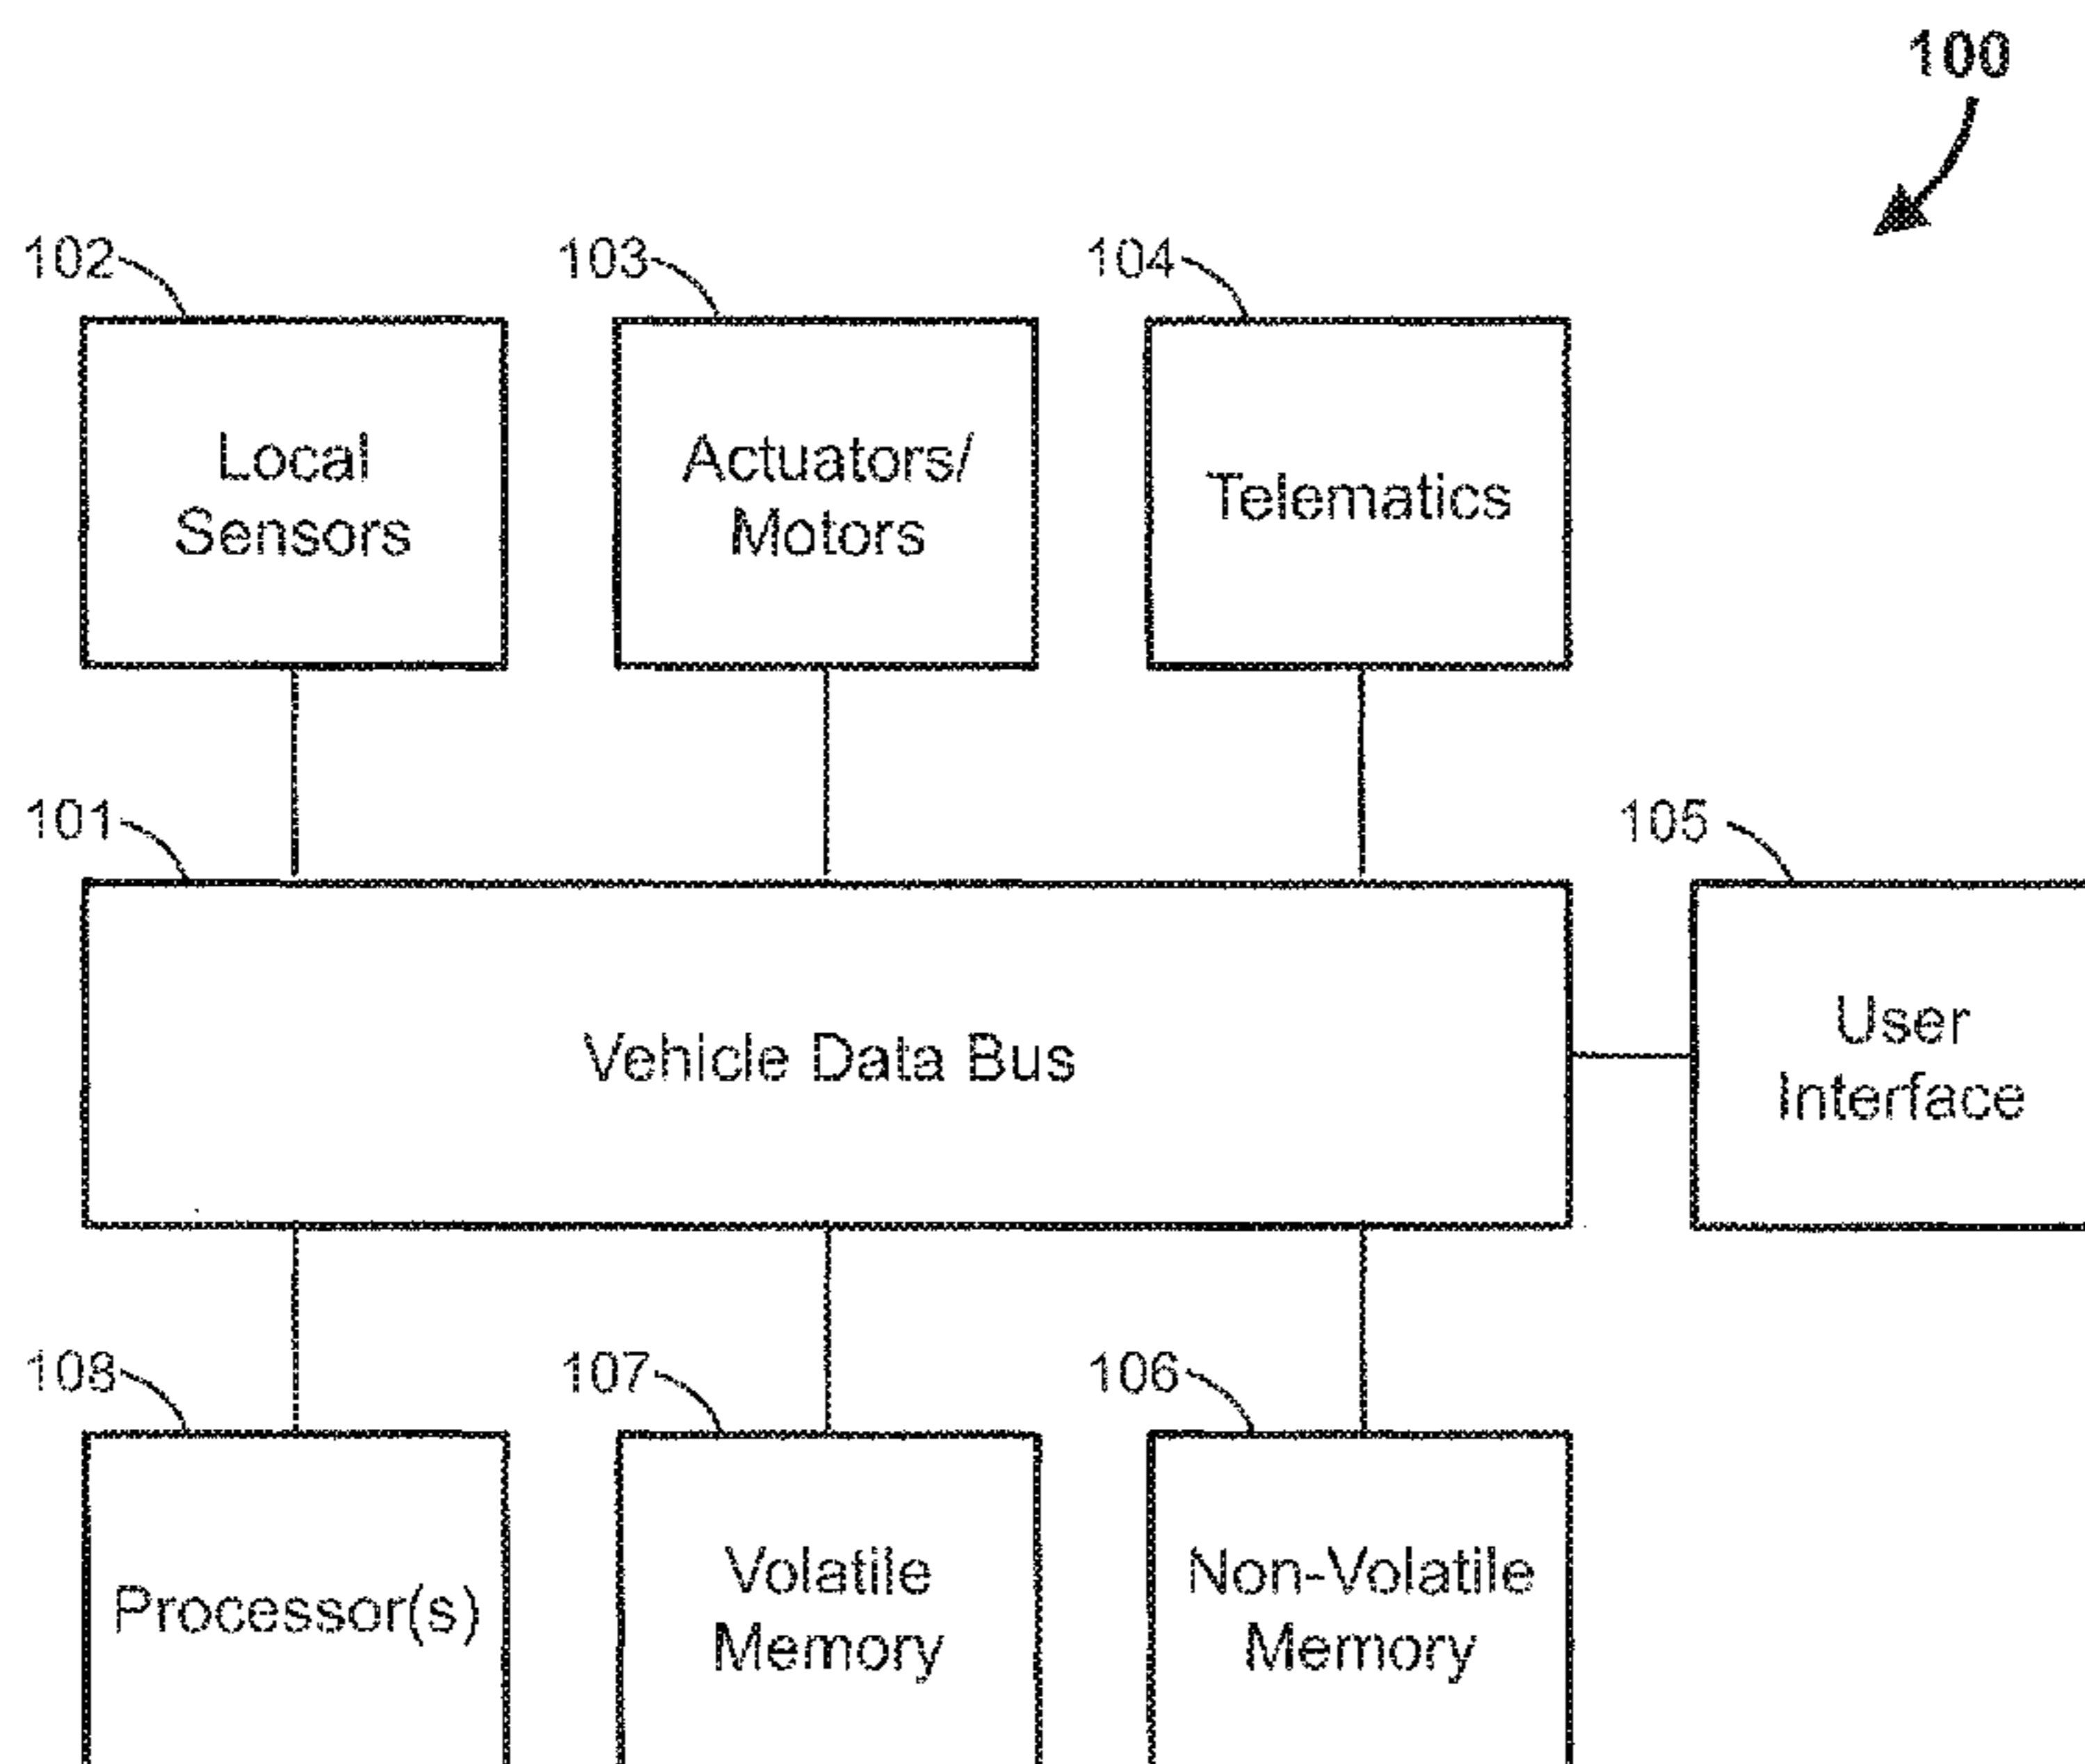 100
102
103
104
Local
Sensors
Actuators/
Motors
Telematics
101
105
Vehicle Data Bus
User
Interface
108
107
106
Processor(s)
Volatile
Memory
Non-Volatile
Memory